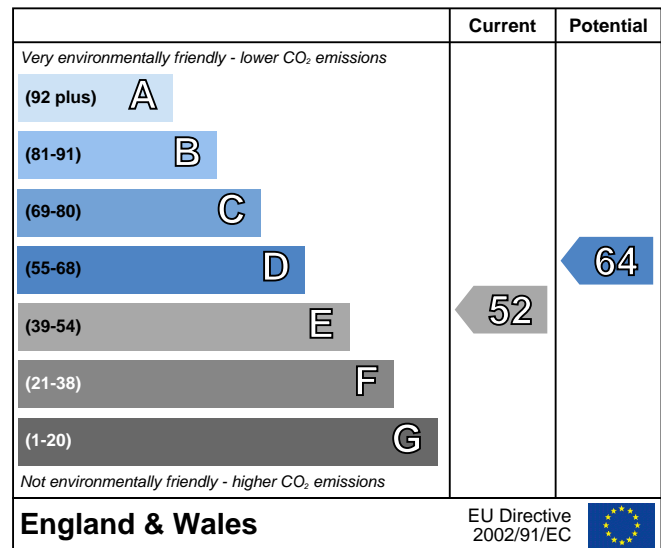 Current Potential
Very environmentally friendly - lower CO₂ emissions
(92 plus) A
(81-91) B
(69-80) C
(55-68) D
64
(39-54) E
52
(21-38) F
(1-20) G
Not environmentally friendly - higher CO₂ emissions
England & Wales
EU Directive
2002/91/EC